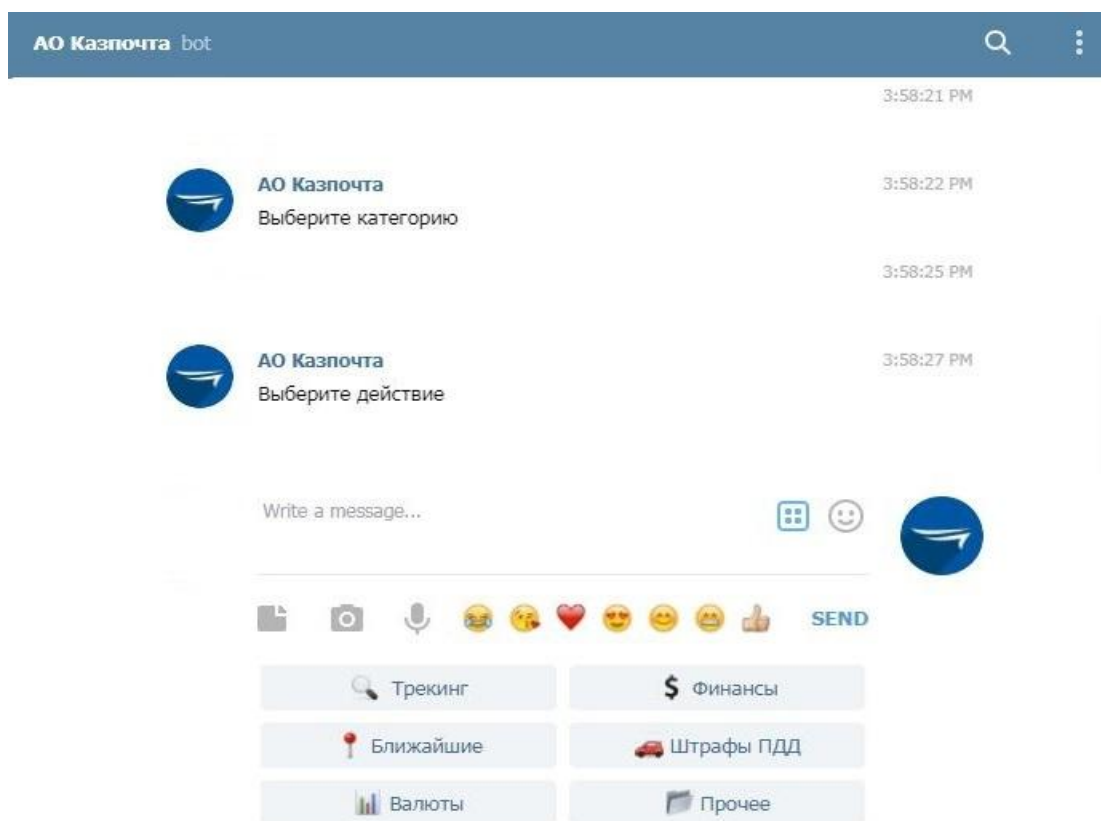 АО Казпочта bot
3:58:21 PM
АО Казпочта 3:58:22 PM
Выберите категорию
3:58:25 PM
АО Казпочта 3:58:27 PM
Выберите действие
Write a message...
SEND
Трекинг $ Финансы
Ближайшие Штрафы ПДД
Валюты Прочее